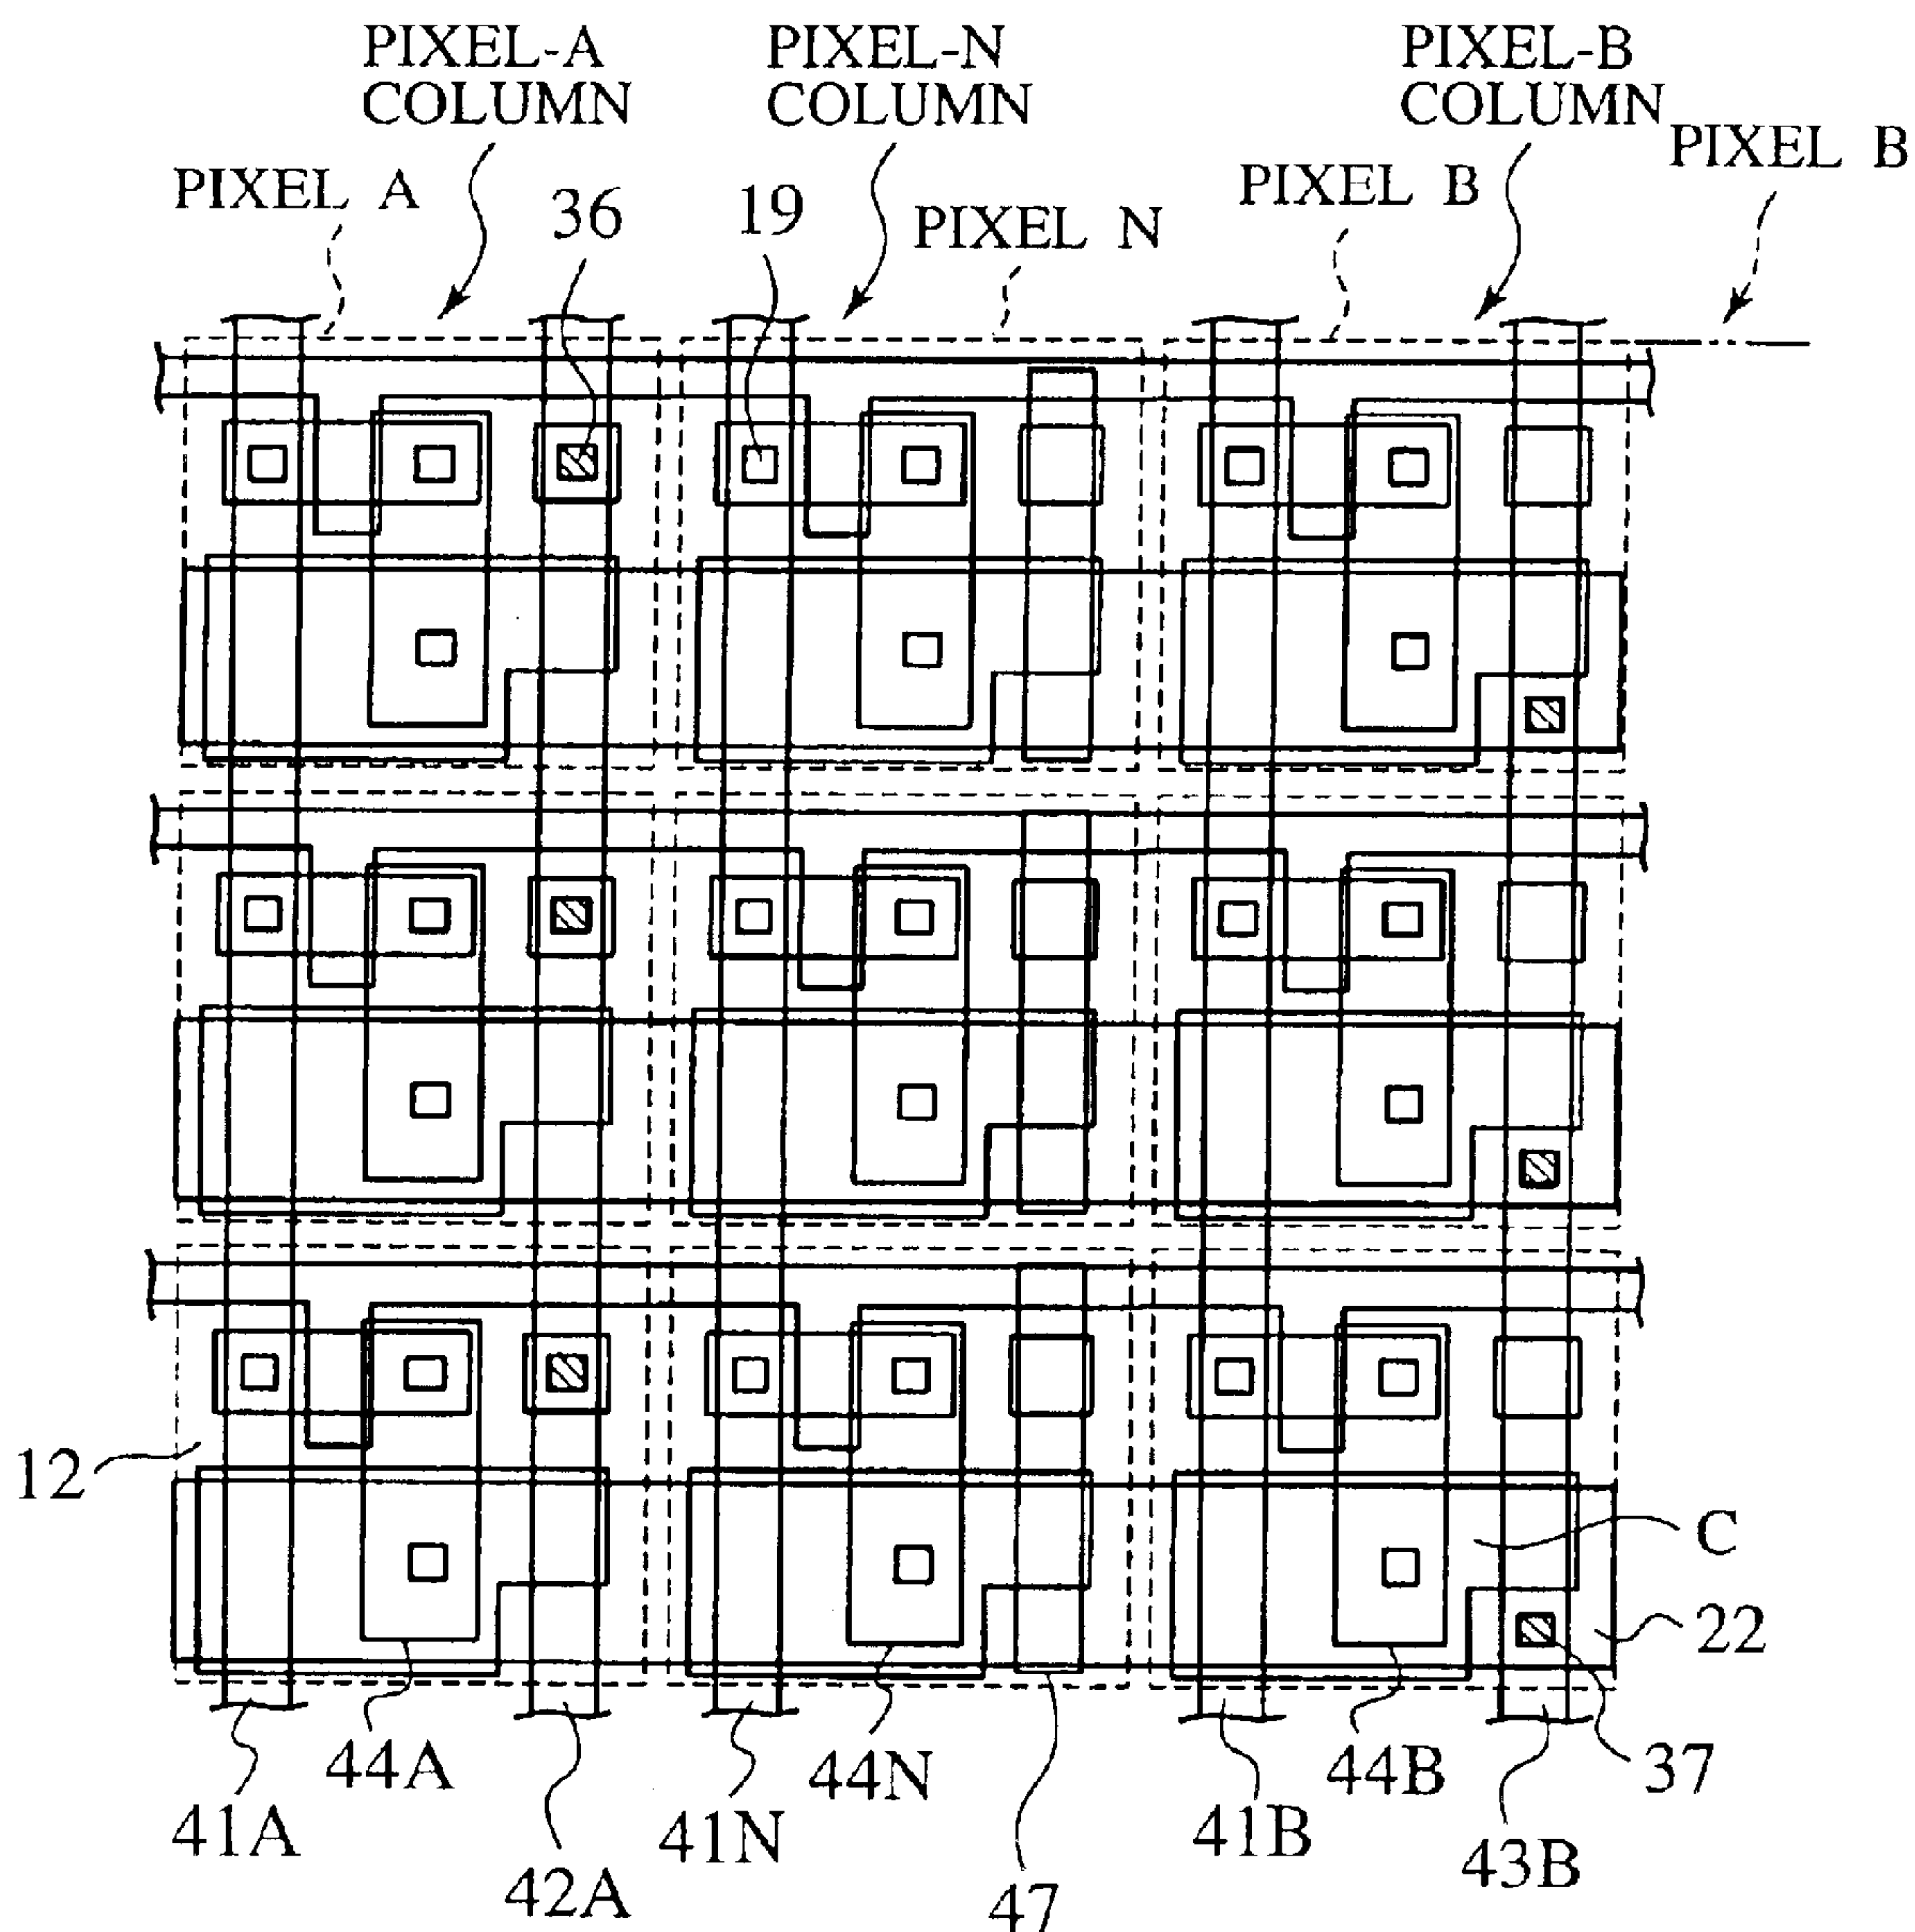 PIXEL-A
COLUMN
PIXEL-N
COLUMN
PIXEL-B
COLUMN
PIXEL B
PIXEL A
36
19
PIXEL N
PIXEL B
12
C
22
44A
44N
44B
37
41A
42A
41N
47
41B
43B